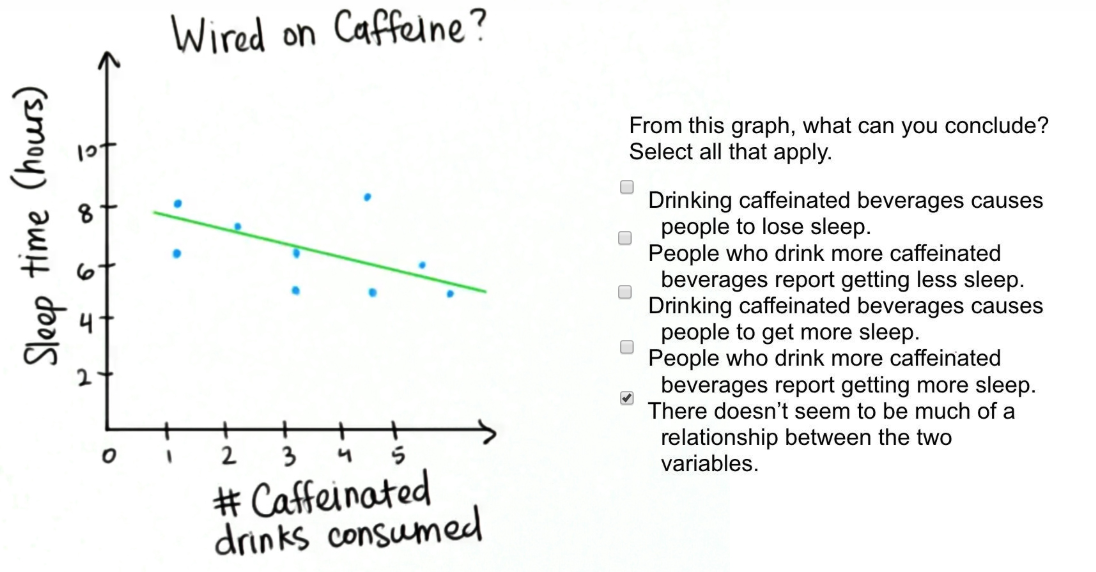 Wired on Caffeine?
Sleep time (hours)
10
8
6
4
2
0 1 2 3 4 5
# Caffeinated
drinks consumed
From this graph, what can you conclude?
Select all that apply.
Drinking caffeinated beverages causes
people to lose sleep.
People who drink more caffeinated
beverages report getting less sleep.
Drinking caffeinated beverages causes
people to get more sleep.
People who drink more caffeinated
beverages report getting more sleep.
There doesn’t seem to be much of a
relationship between the two
variables.